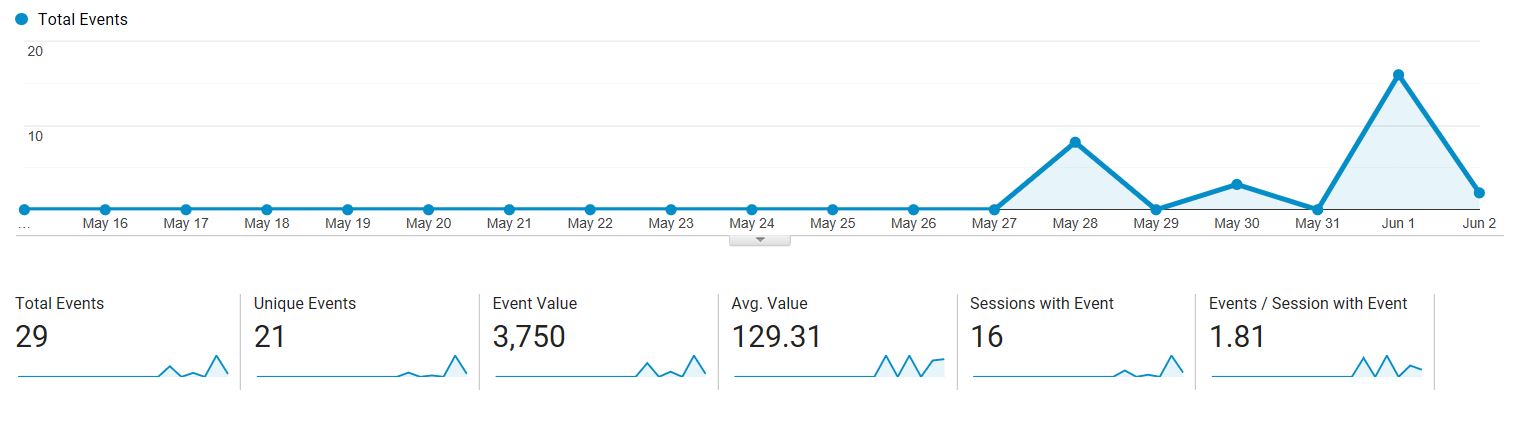 Total Events
20
10
... May 16 May 17 May 18 May 19 May 20 May 21 May 22 May 23 May 24 May 25 May 26 May 27 May 28 May 29 May 30 May 31 Jun 1 Jun 2
Total Events Unique Events Event Value Avg. Value Sessions with Event Events / Session with Event
29 21 3,750 129.31 16 1.81